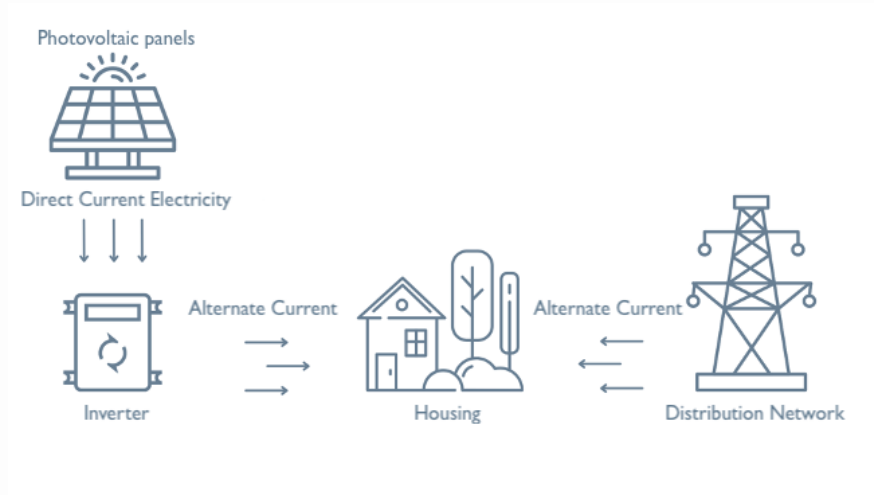 Photovoltaic panels
Direct Current Electricity
Alternate Current
Alternate Current
Inverter
Housing
Distribution Network